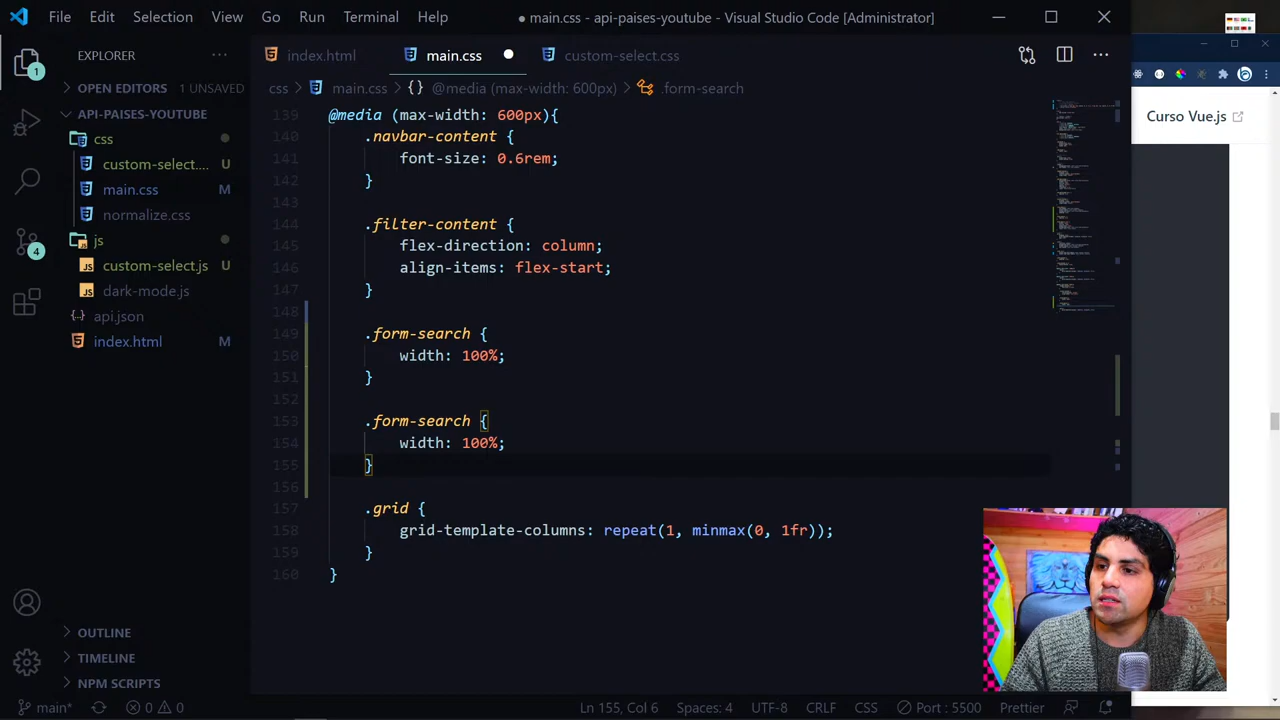 File Edit Selection View Go Run Terminal Help
● main.css - api-paises-youtube - Visual Studio Code [Adminstrator]
EXPLORER
OPEN EDITORS 1 UNSAVED
API-PAISES-YOUTUBE
css
custom-select.... U
main.css M
normalize.css
js
custom-select.js U
api.json
index.html M
OUTLINE
TIMELINE
NPM SCRIPTS
1
4
index.html
main.css
custom-select.css
css > main.css > {} @media (max-width: 600px) > .form-search
139 @media (max-width: 600px){
140 .navbar-content {
141 font-size: 0.6rem;
142 }
143
144 .filter-content {
145 flex-direction: column;
146 align-items: flex-start;
147
148
149 .form-search {
150 width: 100%;
151 }
152
153 .form-search {
154 width: 100%;
155 }
156
157 .grid {
158 grid-template-columns: repeat(1, minmax(0, 1fr));
159 }
160 }
Curso Vue.js
main* 0 Ln 155, Col 6 Spaces: 4 UTF-8 CRLF CSS Port : 5500 Prettier